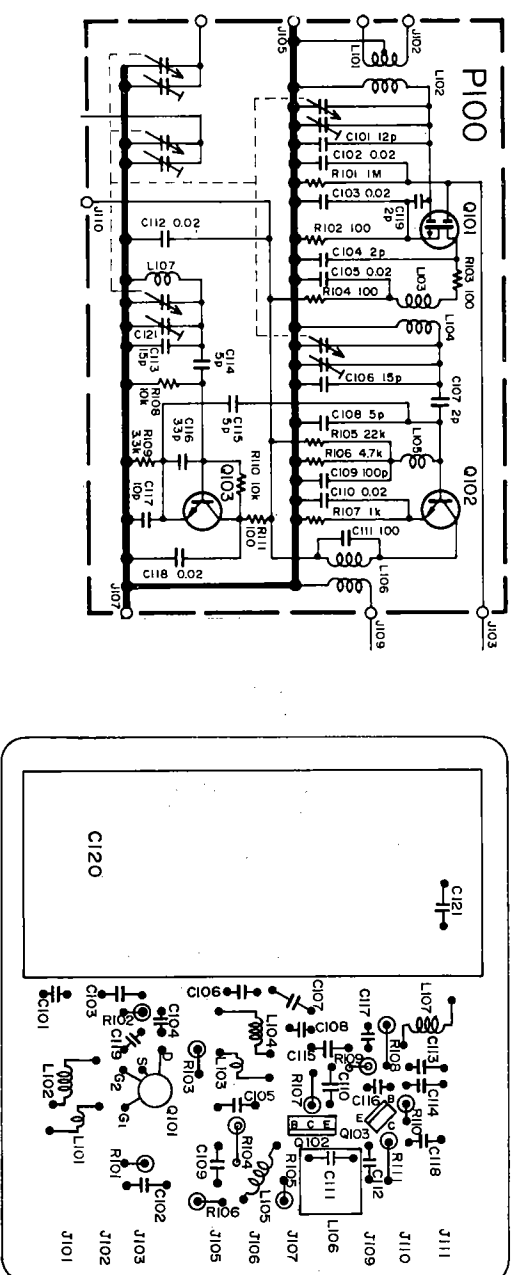 P100
J105
L101
J102
L102
C101 12p
C102 0.02
R101 1M
C103 0.02
C119
2p
Q101
R102 100
C104 2p
C105 0.02
R103
100
R104 100
L103
L104
C106 15p
C107
2p
C108 5p
R105 22k
R106 4.7k
L105
C109 100p
C110 0.02
R107 1k
Q102
C111 100
L106
J103
J109
J110
C112 0.02
L107
C121
C113
15p
C114
5p
R108
10k
C115
5p
C116
33p
R109
3.3k
C117
10p
Q103
R110 10k
R111
100
C118 0.02
J107
C120
C121
C101
C103
R102
C104
C119
C106
C107
C108
C117
L107
L104
C115
R109
R108
C113
L102
L101
G2
S
D
G1
Q101
R103
L103
C105
R107
C110
C116
B
E
C
R110
C114
B C E
Q102
Q103
C118
R104
R101
C102
C109
R106
L105
R105
C111
L106
C112
R111
J101
J102
J103
J105
J106
J107
J109
J110
J111